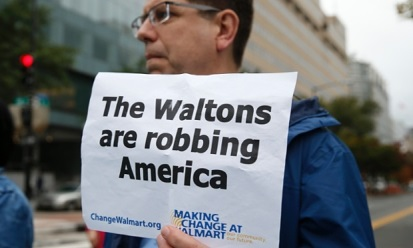 The Waltons
are robbing
America
ChangeWalmart.org
MAKING
CHANGE AT
WALMART